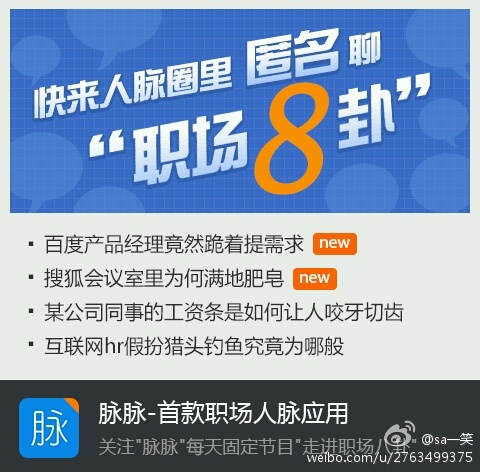 快来人脉圈里 匿名 聊
“职场8卦”
· 百度产品经理竟然跪着提需求 new
· 搜狐会议室里为何满地肥皂 new
· 某公司同事的工资条是如何让人咬牙切齿
· 互联网hr假扮猎头钓鱼究竟为哪般
脉
脉脉-首款职场人脉应用
关注"脉脉"每天固定节目"走进职场八卦"
@sa一笑
weibo.com/u/2763499375